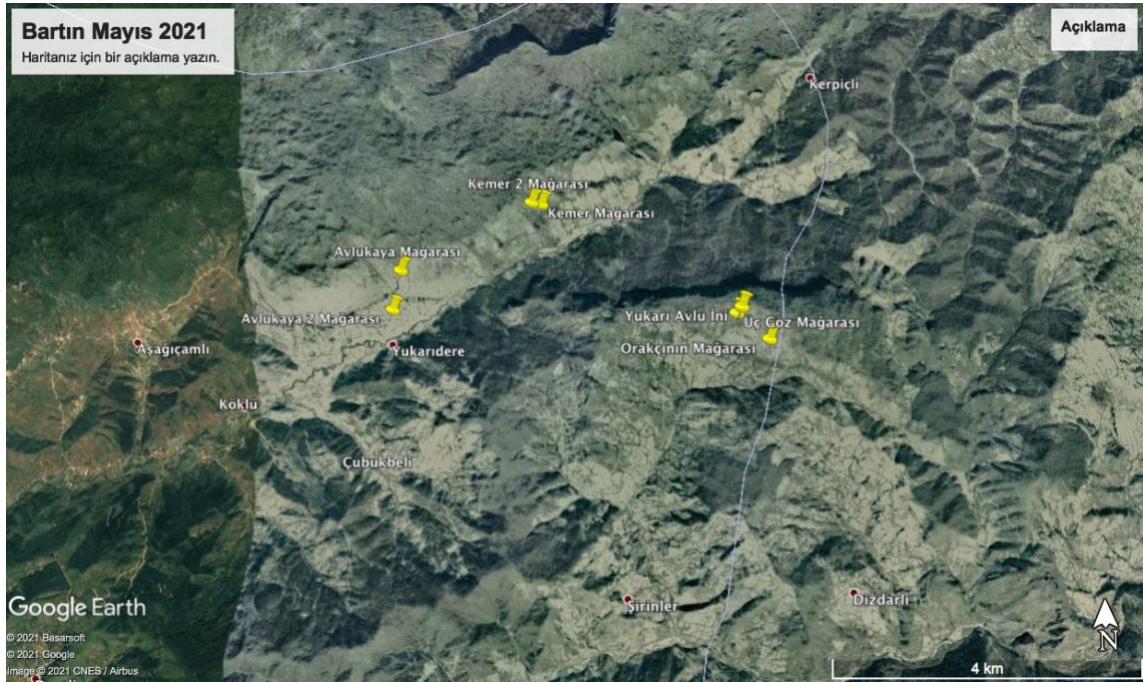 Bartın Mayıs 2021
Haritanız için bir açıklama yazın.
Açıklama
Kerpiçli
Kemer 2 Mağarası
Kemer Mağarası
Avlukaya Mağarası
Avlukaya 2 Mağarası
Yukarı Avlu İni
Üç Göz Mağarası
Orakçının Mağarası
Aşağıçamlı
Yukarıdere
Köklü
Çubukbeli
Şirinler
Dizdarli
Google Earth
© 2021 Basarsoft
© 2021 Google
Image © 2021 CNES / Airbus
N
4 km